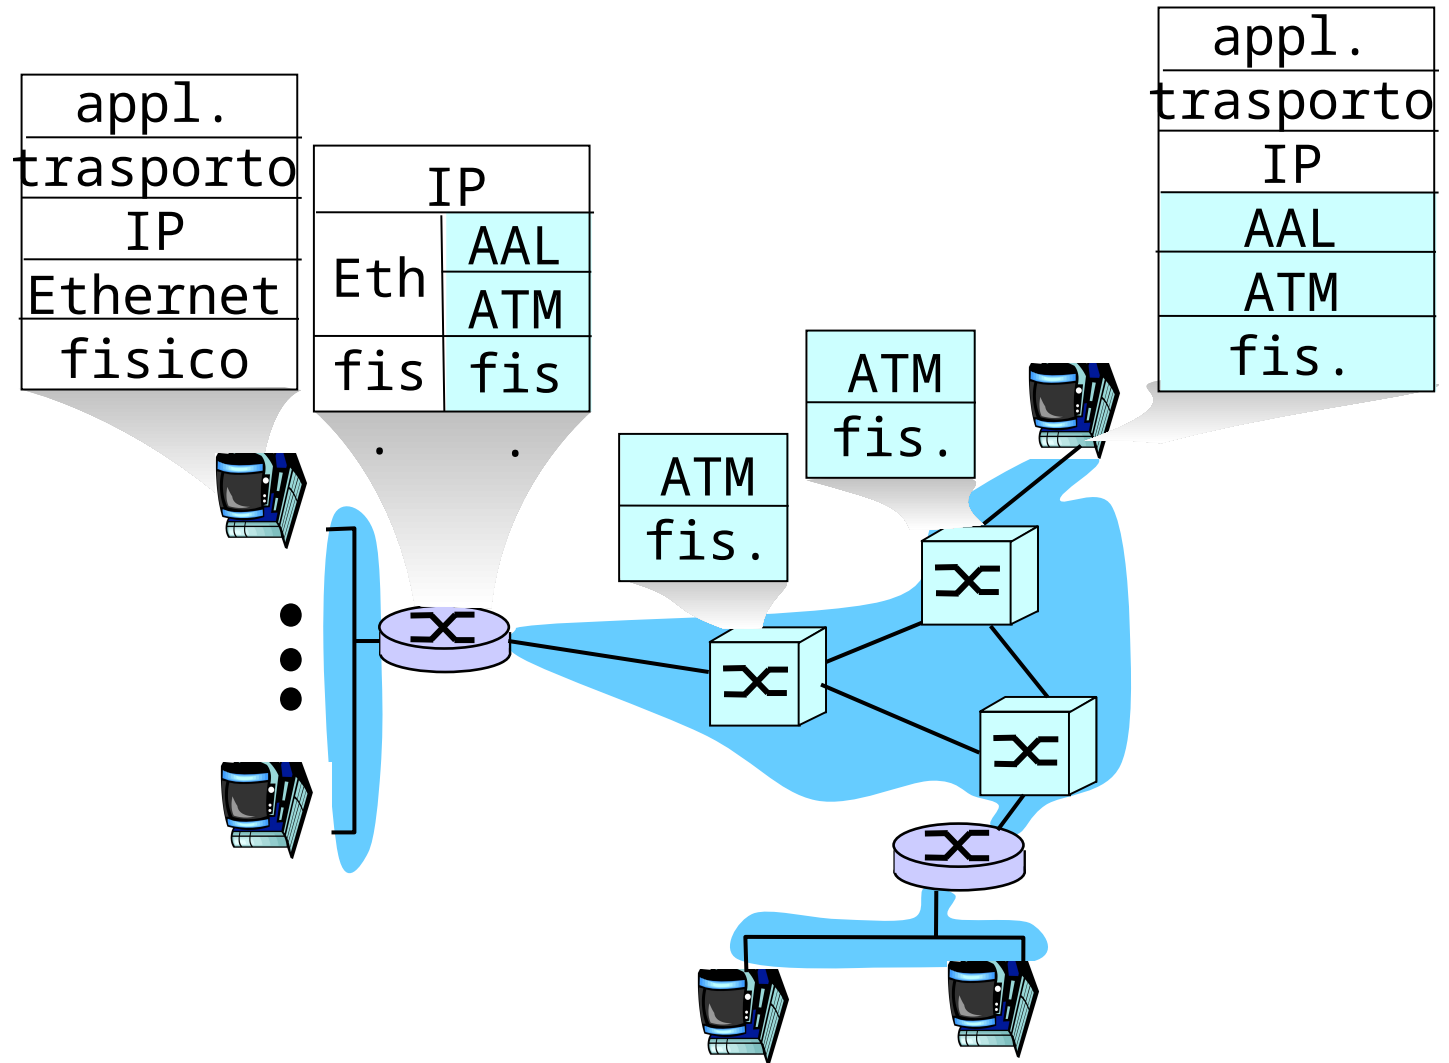 appl.
trasporto
IP
Ethernet
fisico
IP
Eth
AAL
ATM
fis
fis
ATM
fis.
ATM
fis.
appl.
trasporto
IP
AAL
ATM
fis.